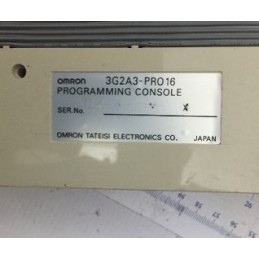 OMRON 3G2A3-PRO16
PROGRAMMING CONSOLE
SER.No.
OMRON TATEISI ELECTRONICS CO. JAPAN